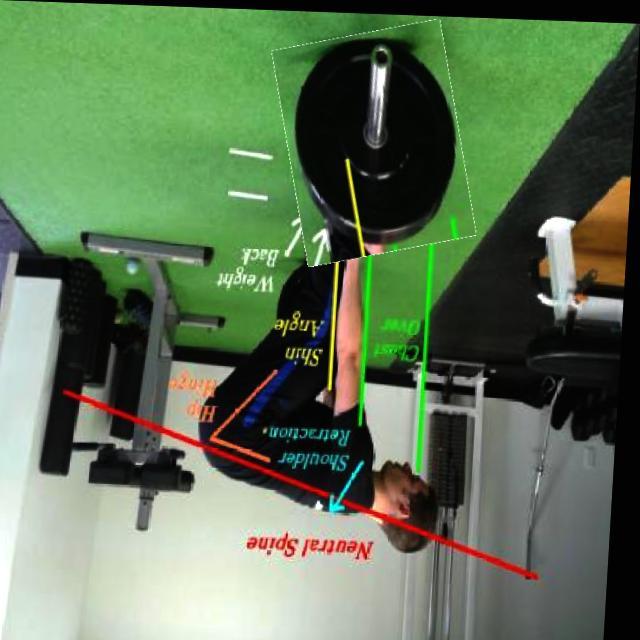 Neutral Spine
Shoulder
Retraction.
Hip
Hinge
Shin
Angle
Chest
Over
Weight
Back